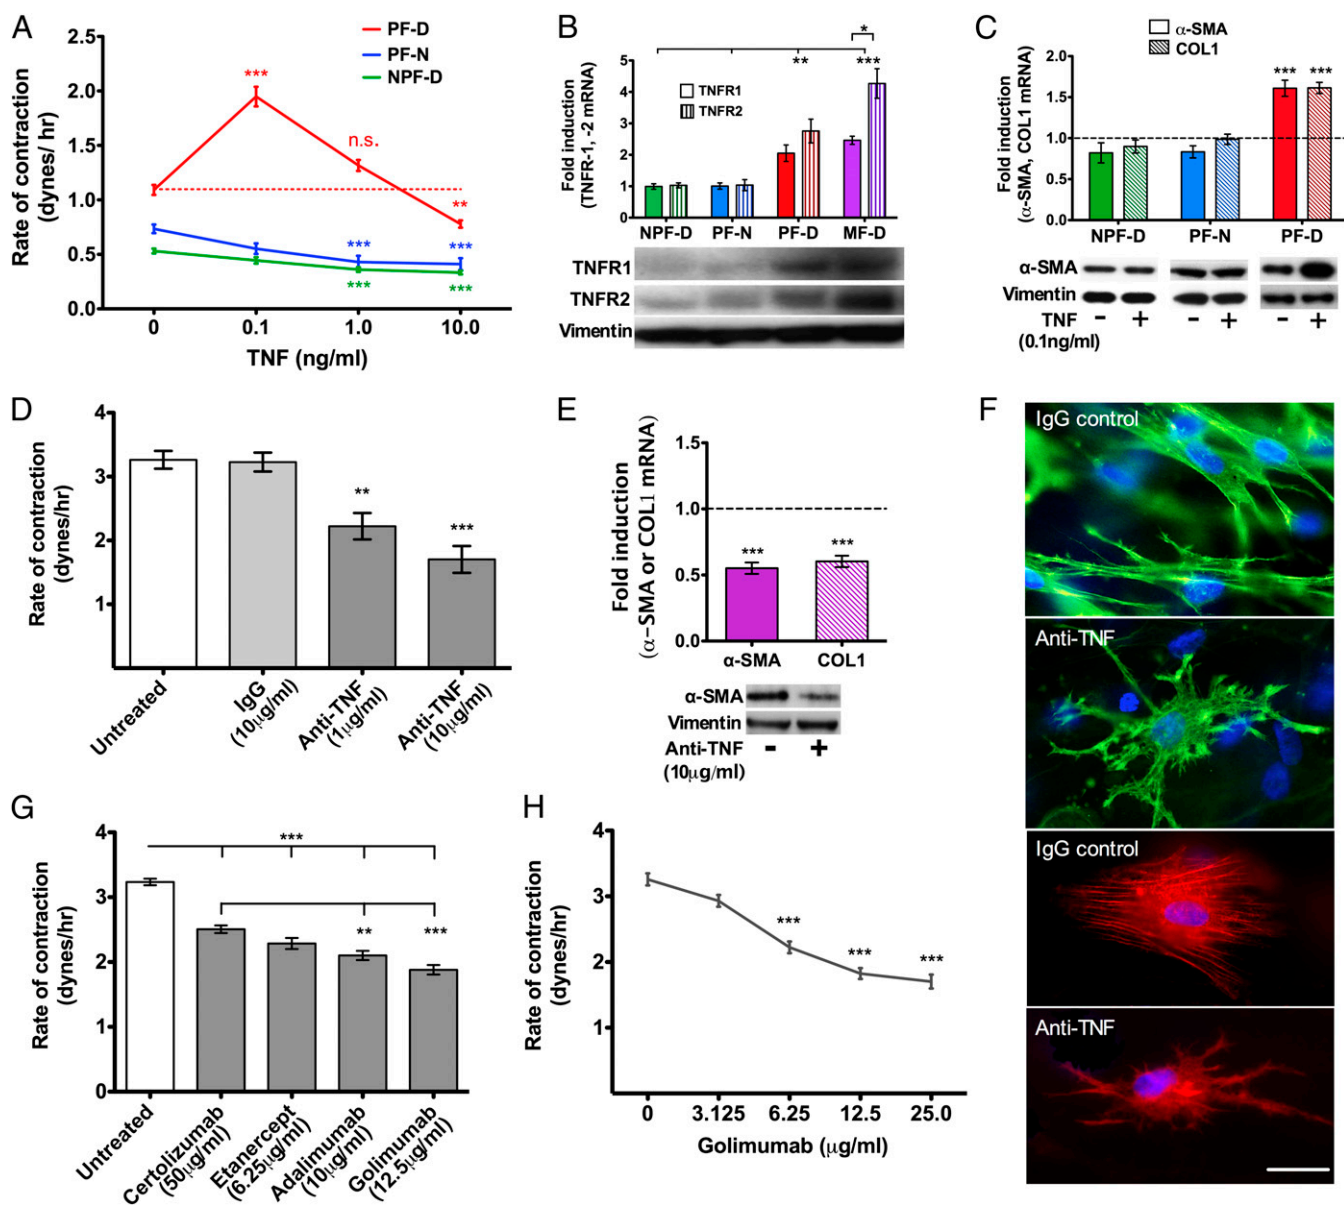 A
Rate of contraction
(dynes/ hr)
2.5
2.0
1.5
1.0
0.5
0.0
PF-D
PF-N
NPF-D
***
n.s.
**
***
***
***
***
0
0.1
1.0
10.0
TNF (ng/ml)
B
Fold induction
(TNFR-1, -2 mRNA)
5
4
3
2
1
0
TNFR1
TNFR2
*
**
***
NPF-D
PF-N
PF-D
MF-D
TNFR1
TNFR2
Vimentin
C
α-SMA
COL1
Fold induction
(α-SMA, COL1 mRNA)
2.0
1.5
1.0
0.5
0.0
***
***
NPF-D
PF-N
PF-D
α-SMA
Vimentin
- + - + - +
TNF
(0.1ng/ml)
D
Rate of contraction
(dynes/hr)
4
3
2
1
**
***
Untreated
IgG
(10μg/ml)
Anti-TNF
(1μg/ml)
Anti-TNF
(10μg/ml)
E
Fold induction
(α-SMA or COL1 mRNA)
1.5
1.0
0.5
0.0
***
***
α-SMA
COL1
α-SMA
Vimentin
Anti-TNF - +
(10μg/ml)
F
IgG control
Anti-TNF
IgG control
Anti-TNF
G
Rate of contraction
(dynes/hr)
4
3
2
1
0
***
**
***
Untreated
Certolizumab
(50μg/ml)
Etanercept
(6.25μg/ml)
Adalimumab
(10μg/ml)
Golimumab
(12.5μg/ml)
H
Rate of contraction
(dynes/hr)
4
3
2
1
***
***
***
0
3.125
6.25
12.5
25.0
Golimumab (μg/ml)